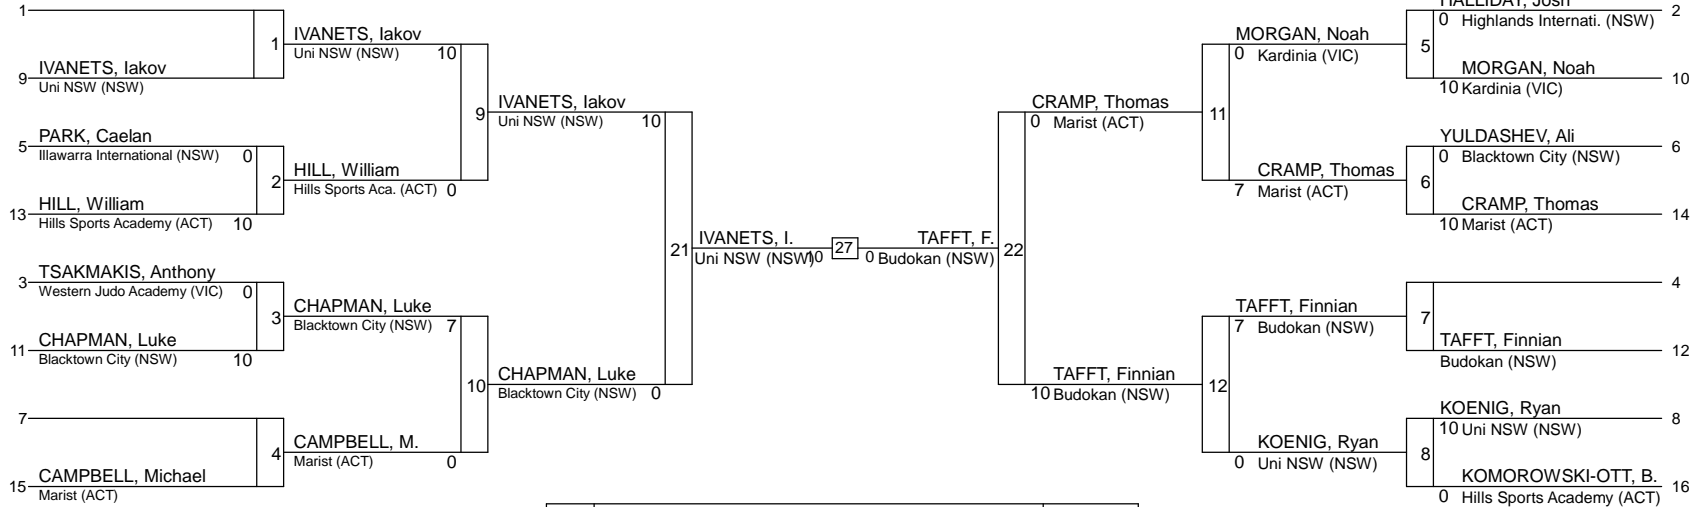 1
1
9
IVANETS, Iakov
Uni NSW (NSW)
IVANETS, Iakov
Uni NSW (NSW)
10
5
PARK, Caelan
Illawarra International (NSW)
0
2
13
HILL, William
Hills Sports Academy (ACT)
10
HILL, William
Hills Sports Aca. (ACT)
0
9
IVANETS, Iakov
Uni NSW (NSW)
10
3
TSAKMAKIS, Anthony
Western Judo Academy (VIC)
0
3
11
CHAPMAN, Luke
Blacktown City (NSW)
10
CHAPMAN, Luke
Blacktown City (NSW)
7
7
4
15
CAMPBELL, Michael
Marist (ACT)
CAMPBELL, M.
Marist (ACT)
0
10
CHAPMAN, Luke
Blacktown City (NSW)
0
21
IVANETS, I.
Uni NSW (NSW)
10
27
TAFFT, F.
0 Budokan (NSW)
22
CRAMP, Thomas
0 Marist (ACT)
11
MORGAN, Noah
0 Kardinia (VIC)
5
HALLIDAY, Josh
0 Highlands Internati. (NSW)
2
MORGAN, Noah
10 Kardinia (VIC)
10
CRAMP, Thomas
7 Marist (ACT)
6
YULDASHEV, Ali
0 Blacktown City (NSW)
6
CRAMP, Thomas
10 Marist (ACT)
14
TAFFT, Finnian
10 Budokan (NSW)
12
TAFFT, Finnian
7 Budokan (NSW)
7
4
TAFFT, Finnian
Budokan (NSW)
12
KOENIG, Ryan
0 Uni NSW (NSW)
8
KOENIG, Ryan
10 Uni NSW (NSW)
8
KOMOROWSKI-OTT, B.
0 Hills Sports Academy (ACT)
16